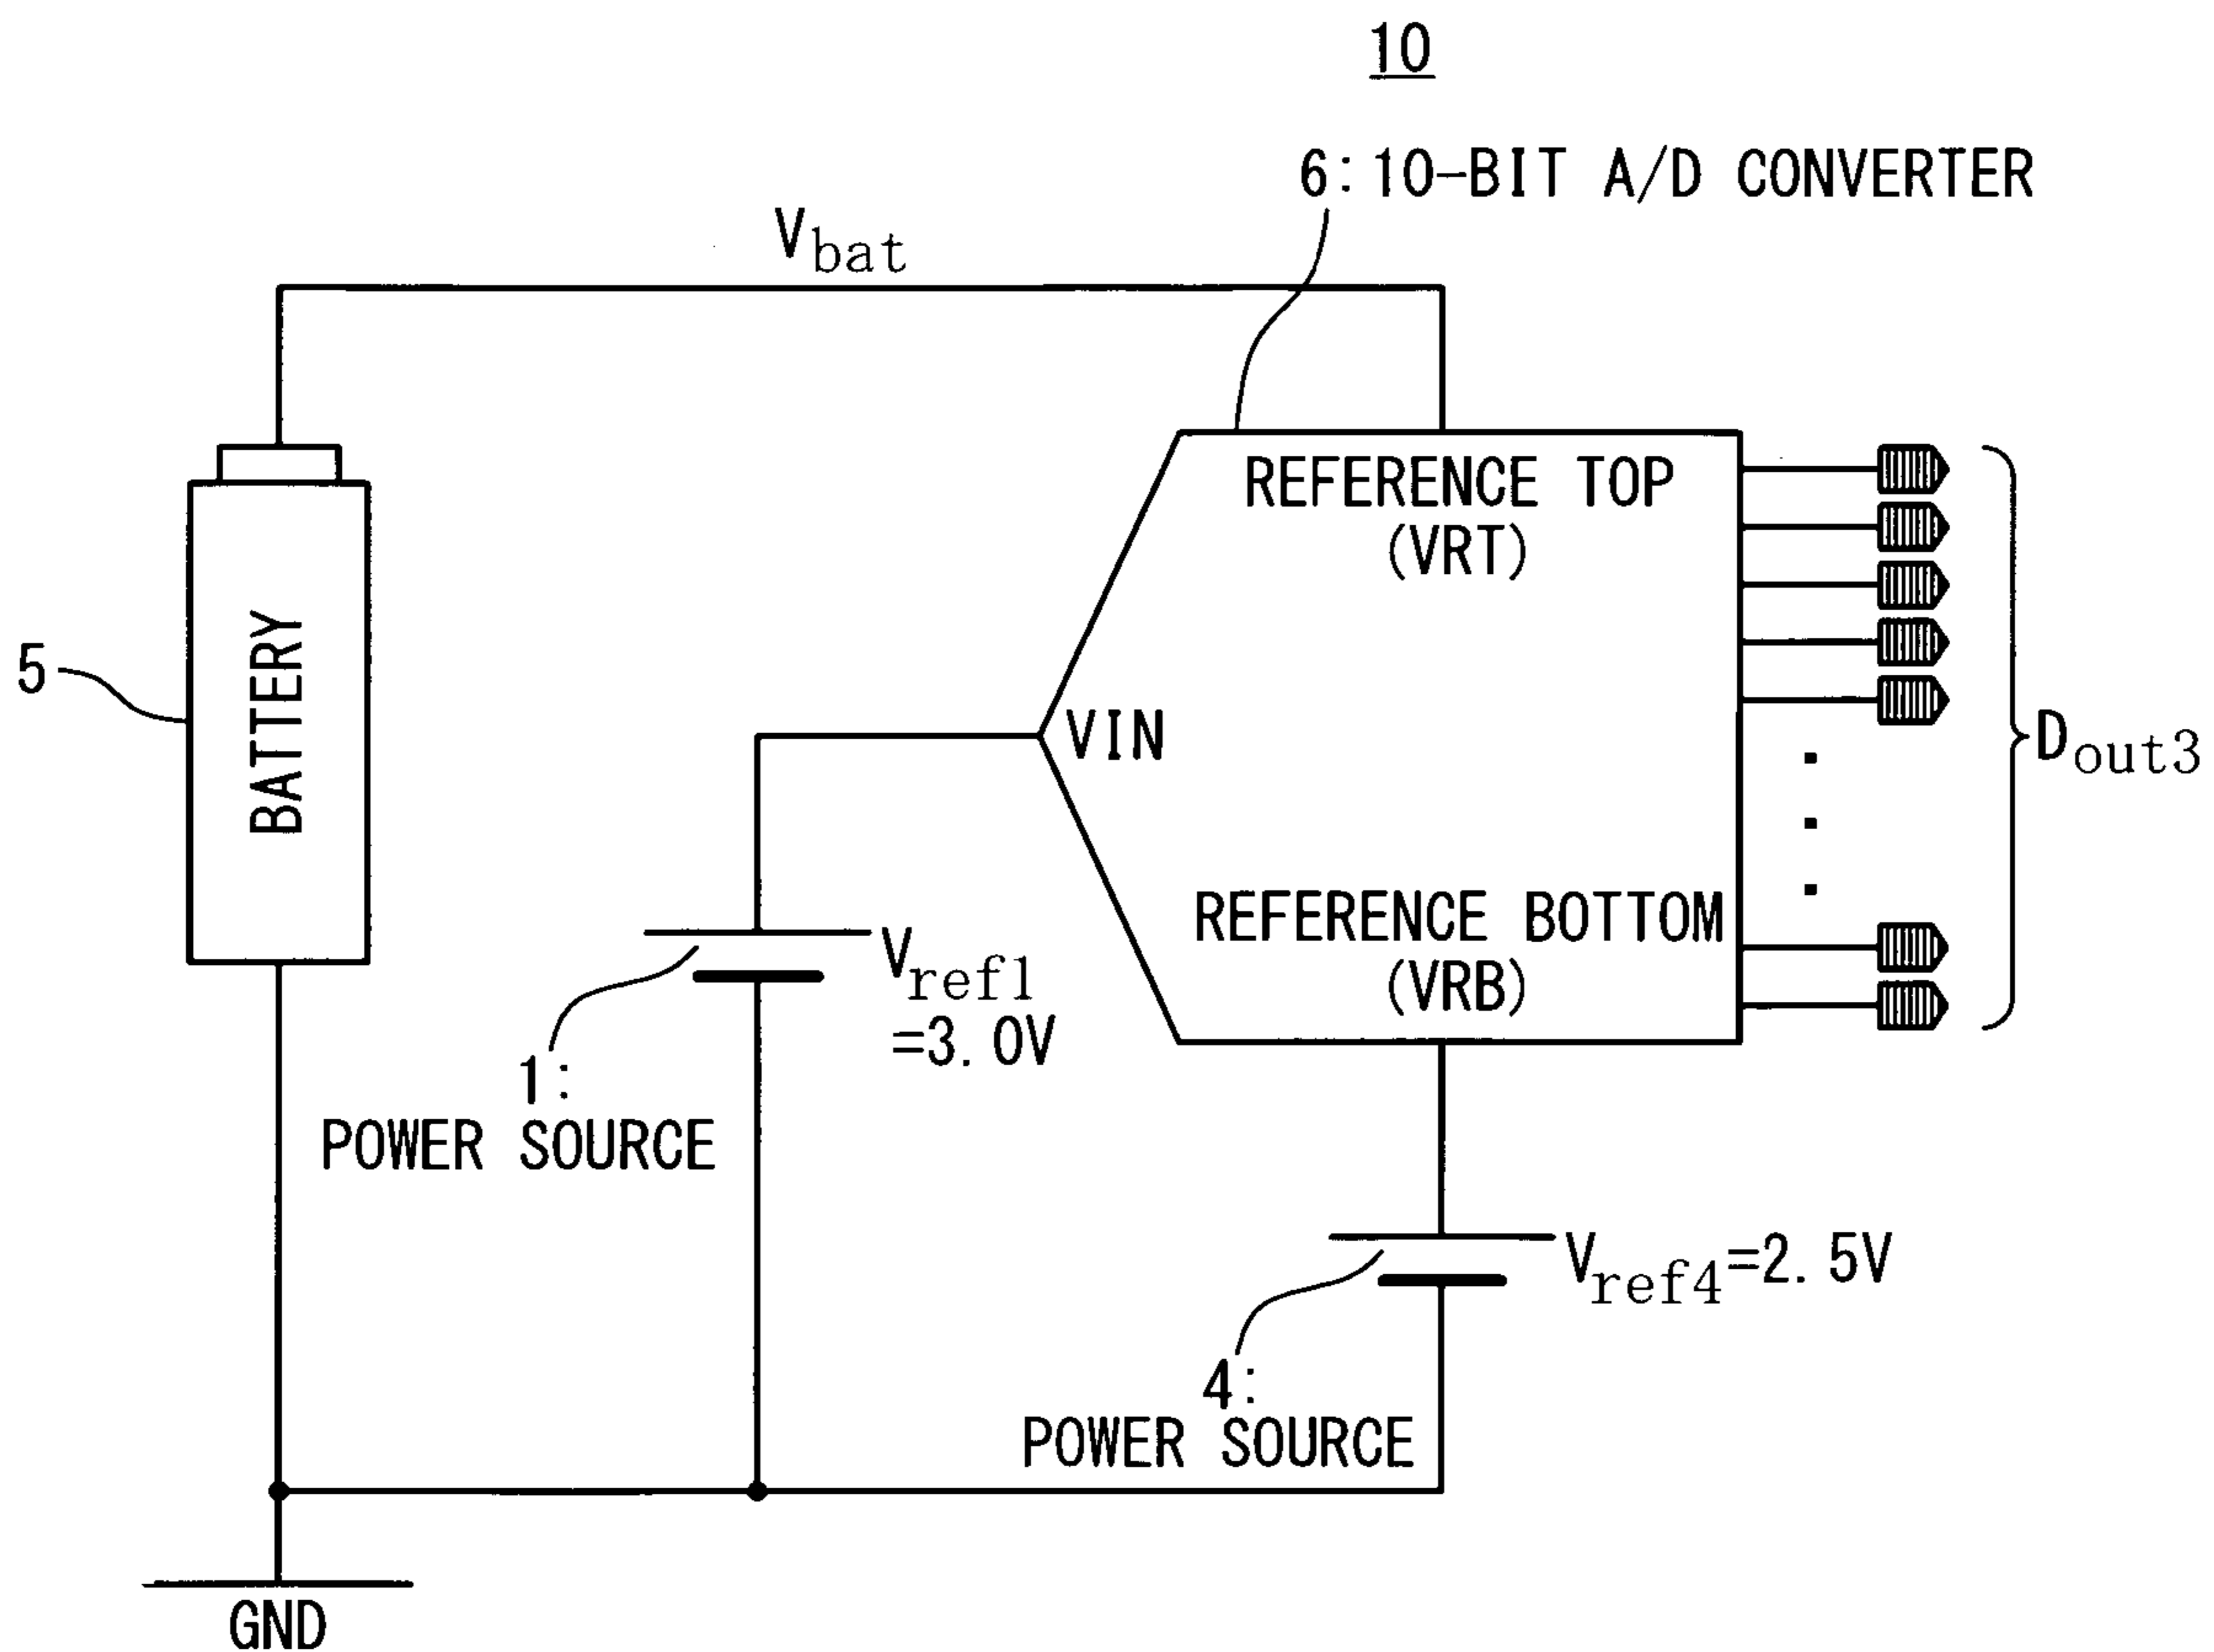 10
6:10-BIT A/D CONVERTER
Vbat
REFERENCE TOP
(VRT)
5
BATTERY
VIN
Dout3
REFERENCE BOTTOM
(VRB)
Vref1
=3.0V
1:
POWER SOURCE
Vref4=2.5V
4:
POWER SOURCE
GND